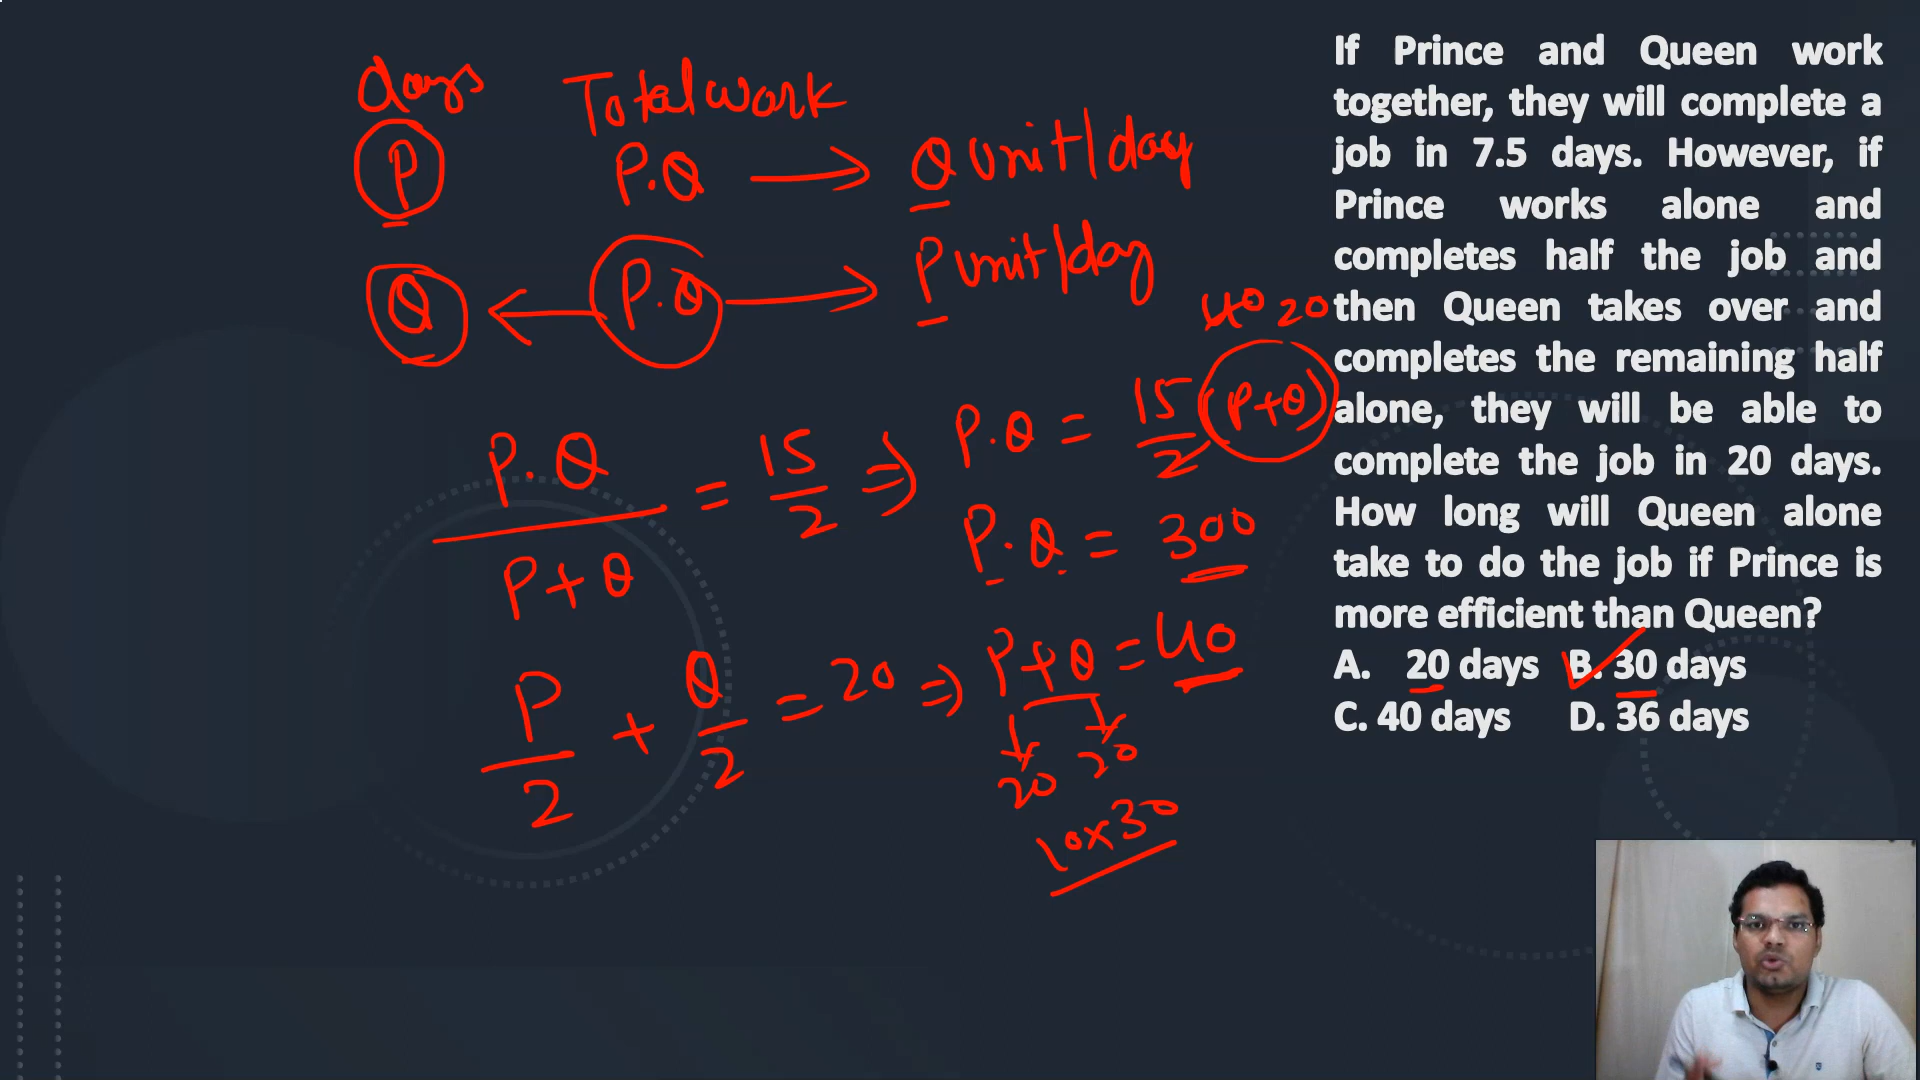 days Total work
P P.Q → Q unit/day
Q ← P.Q → P unit/day
40 20
P.Q / P+Q = 15/2 ⇒ P.Q = 15/2 (P+Q)
P.Q = 300
P/2 + Q/2 = 20 ⇒ P+Q = 40
20 20
10x30
If Prince and Queen work
together, they will complete a
job in 7.5 days. However, if
Prince works alone and
completes half the job and
then Queen takes over and
completes the remaining half
alone, they will be able to
complete the job in 20 days.
How long will Queen alone
take to do the job if Prince is
more efficient than Queen?
A. 20 days B. 30 days
C. 40 days D. 36 days